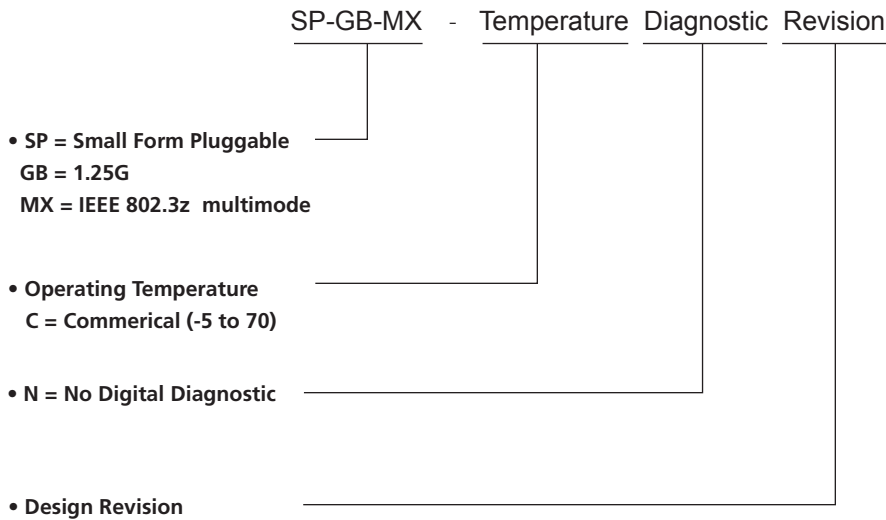 SP-GB-MX - Temperature Diagnostic Revision
• SP = Small Form Pluggable
GB = 1.25G
MX = IEEE 802.3z multimode
• Operating Temperature
C = Commerical (-5 to 70)
• N = No Digital Diagnostic
• Design Revision